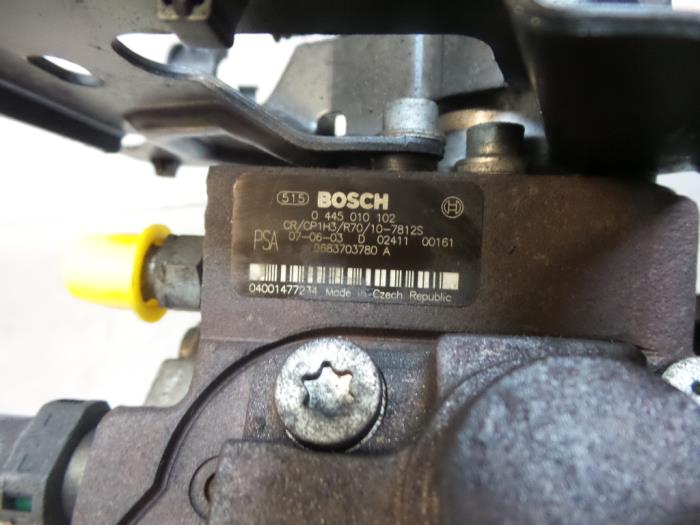 515 BOSCH
0 445 010 102
CR/CP1H3/R70/10-7812S
PSA 07-06-03 D 02411 00161
9683703780 A
04001477234 Made in Czech Republic